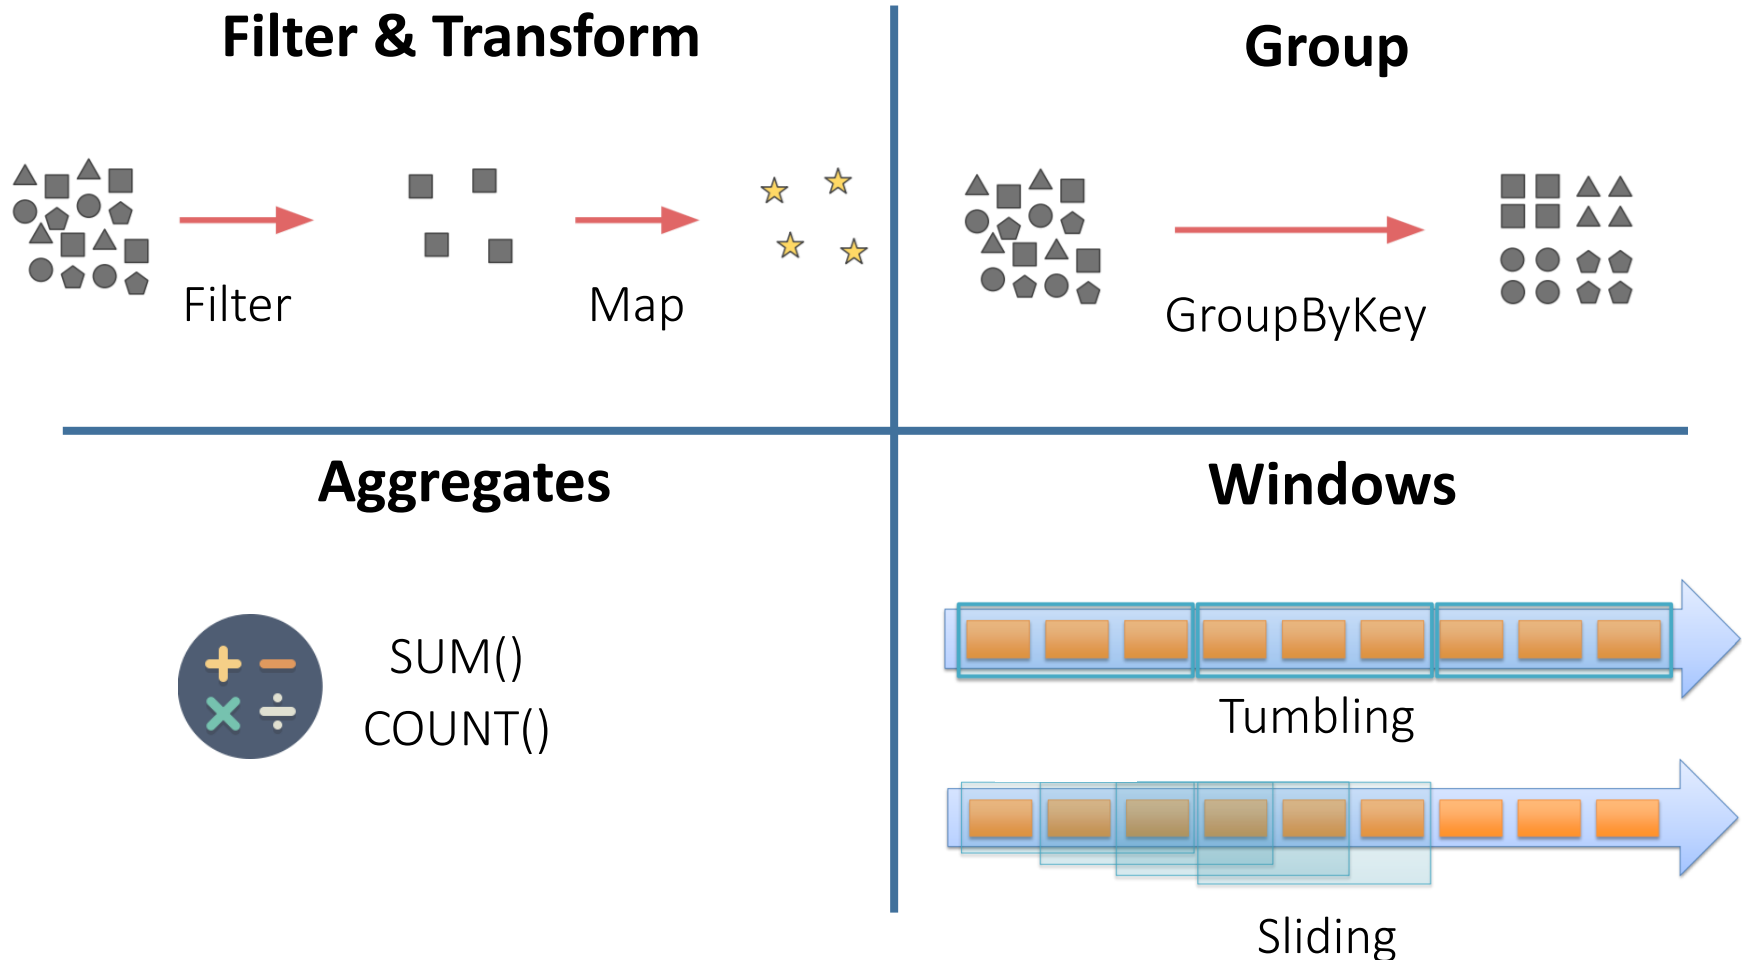 Filter & Transform
Filter
Map
Group
GroupByKey
Aggregates
SUM()
COUNT()
Windows
Tumbling
Sliding